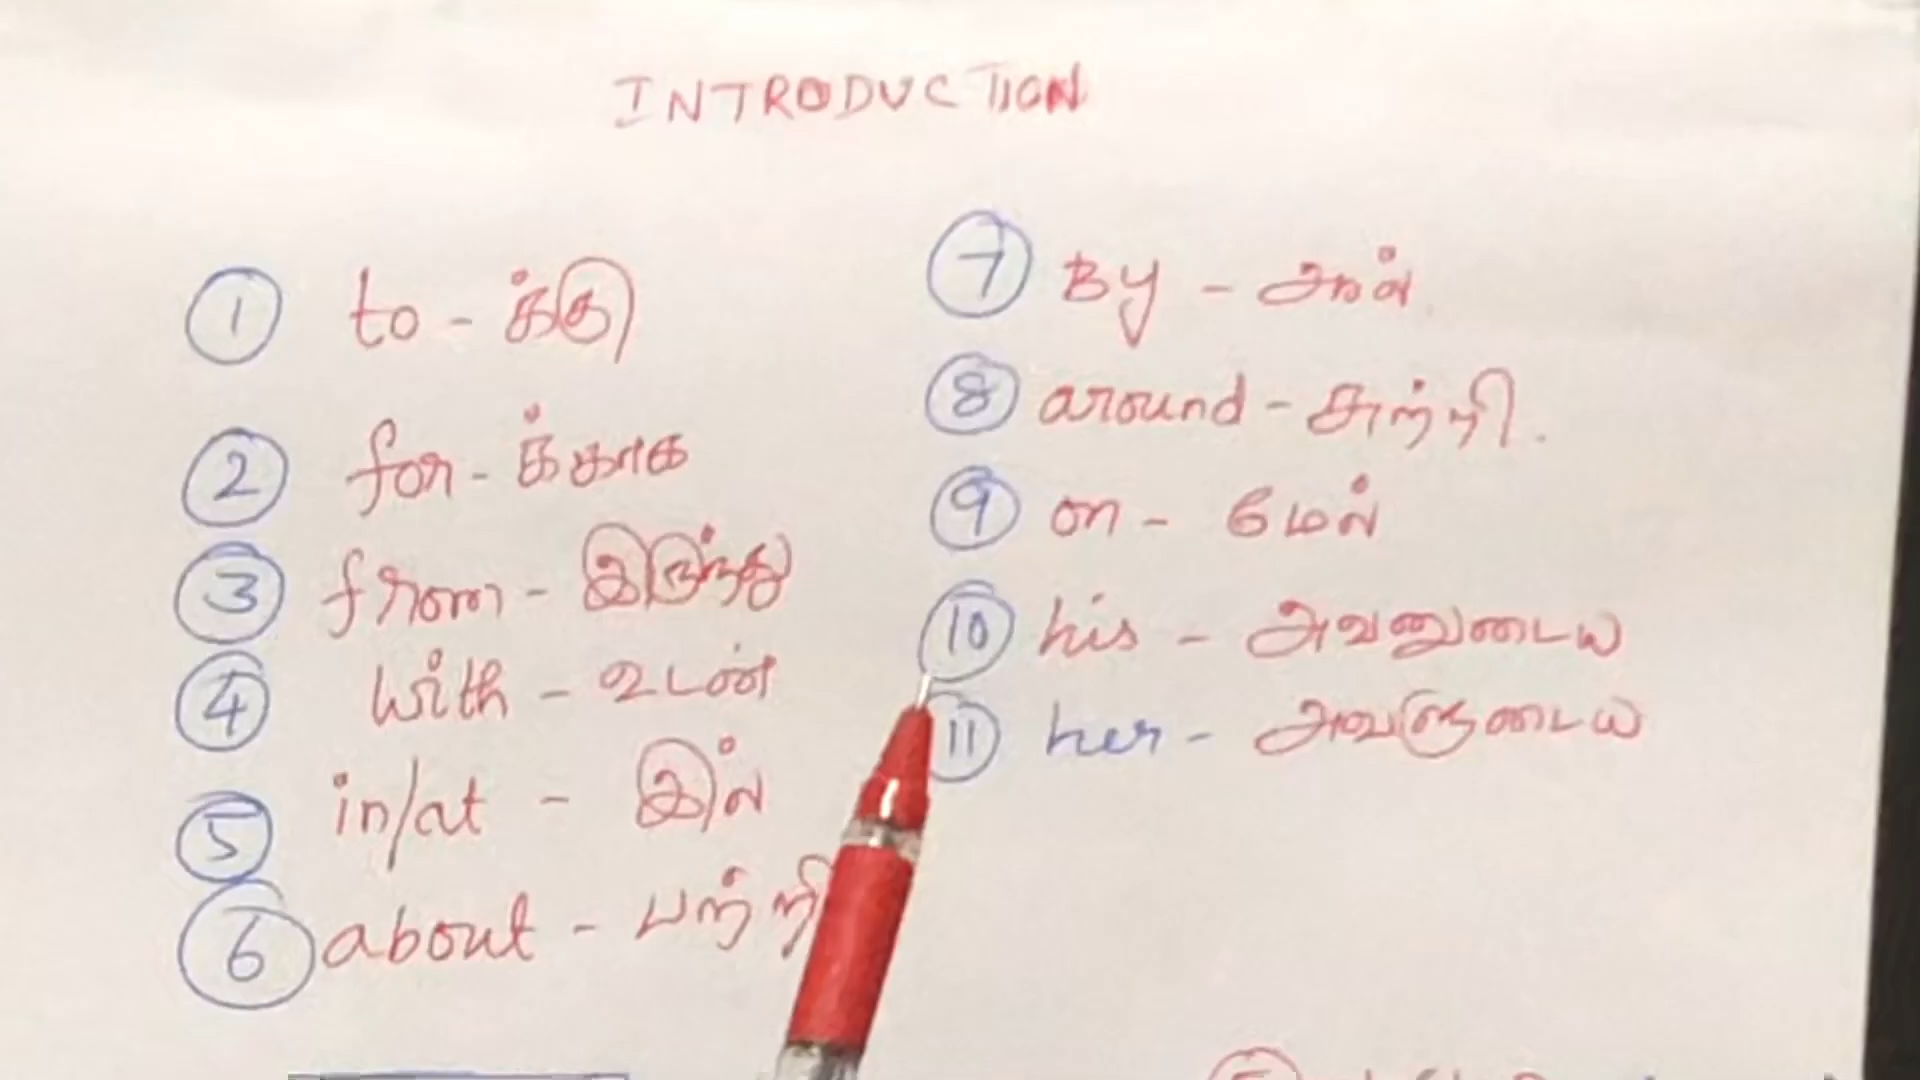 INTRODUCTION
1 to - க்கு
2 for - க்காக
3 from - இருந்து
4 with - உடன்
5 in/at - இல்
6 about - பற்றி
7 By - ஆல்
8 around - சுற்றி.
9 on - மேல்
10 his - அவனுடைய
11 her - அவளுடைய